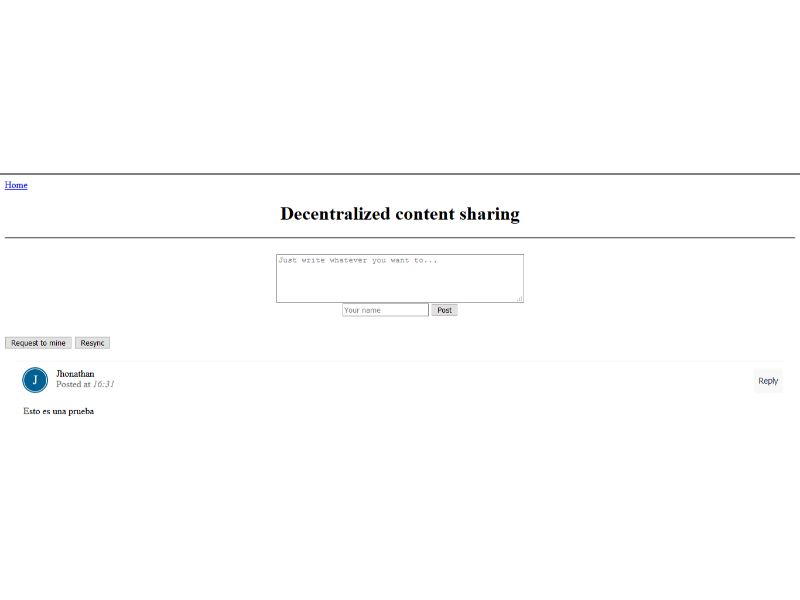 Home
Decentralized content sharing
Just write whatever you want to...
Your name Post
Request to mine Resync
J Jhonathan
Posted at 16:31
Reply
Esto es una prueba